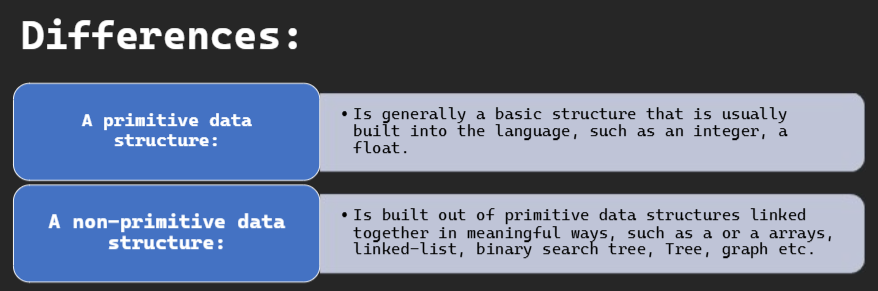 Differences:
A primitive data
structure:
• Is generally a basic structure that is usually
built into the language, such as an integer, a
float.
A non-primitive data
structure:
• Is built out of primitive data structures linked
together in meaningful ways, such as a or a arrays,
linked-list, binary search tree, Tree, graph etc.